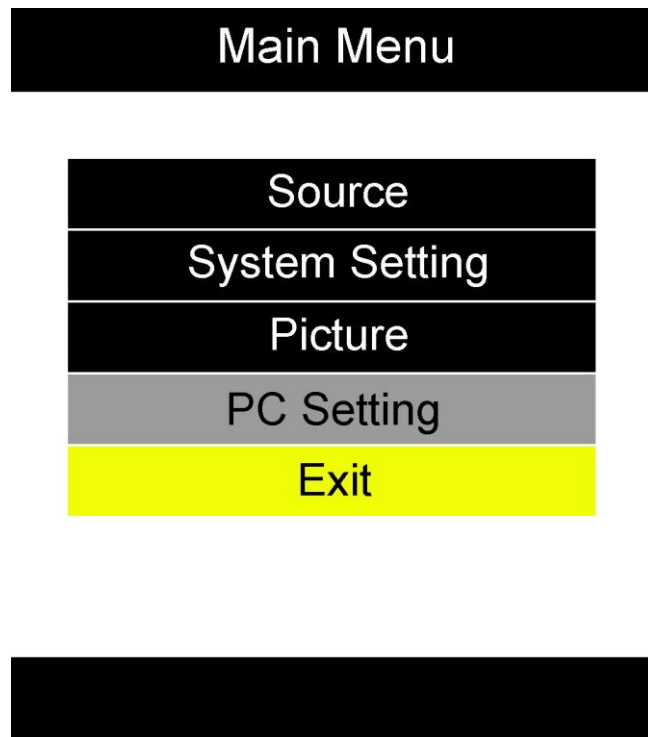 Main Menu
Source
System Setting
Picture
PC Setting
Exit